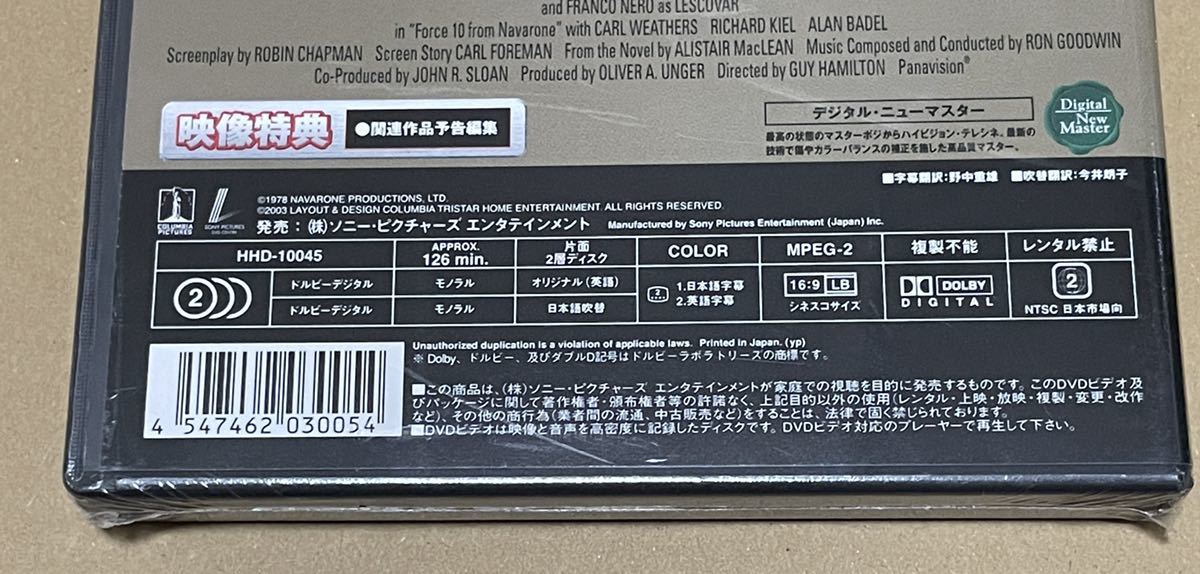 and FRANCO NERO as LESCOVAR
in "Force 10 from Navarone" with CARL WEATHERS RICHARD KIEL ALAN BADEL
Screenplay by ROBIN CHAPMAN Screen Story CARL FOREMAN From the Novel by ALISTAIR MacLEAN Music Composed and Conducted by RON GOODWIN
Co-Produced by JOHN R. SLOAN Produced by OLIVER A. UNGER Directed by GUY HAMILTON Panavision®
映像特典 ●関連作品予告編集
デジタル・ニューマスター
最高の状態のマスターポジからハイビジョン・テレシネ。最新の
技術で傷やカラーバランスの補正を施した高品質マスター。
Digital
New
Master
■字幕翻訳:野中重雄 ■吹替翻訳:今井朗子
COLUMBIA
PICTURES
SONY PICTURES
©1978 NAVARONE PRODUCTIONS, LTD.
©2003 LAYOUT & DESIGN COLUMBIA TRISTAR HOME ENTERTAINMENT. ALL RIGHTS RESERVED.
発売:(株)ソニー・ピクチャーズ エンタテインメント Manufactured by Sony Pictures Entertainment (Japan) Inc.
HHD-10045
APPROX.
126 min.
片面
2層ディスク
COLOR
MPEG-2
複製不能
レンタル禁止
2
ドルビーデジタル モノラル オリジナル(英語)
ドルビーデジタル モノラル 日本語吹替
2
1.日本語字幕
2.英語字幕
16:9 LB
シネスコサイズ
DOLBY
DIGITAL
2
NTSC 日本市場向
Unauthorized duplication is a violation of applicable laws. Printed in Japan. (yp)
※ Dolby、ドルビー、及びダブルD記号はドルビーラボラトリーズの商標です。
■この商品は、(株)ソニー・ピクチャーズ エンタテインメントが家庭での視聴を目的に発売するものです。このDVDビデオ及
びパッケージに関して著作権者・頒布権者等の許諾なく、上記目的以外の使用(レンタル・上映・放映・複製・変更・改作
など)、その他の商行為(業者間の流通、中古販売など)をすることは、法律で固く禁じられております。
■DVDビデオは映像と音声を高密度に記録したディスクです。DVDビデオ対応のプレーヤーで再生して下さい。
4 547462 030054